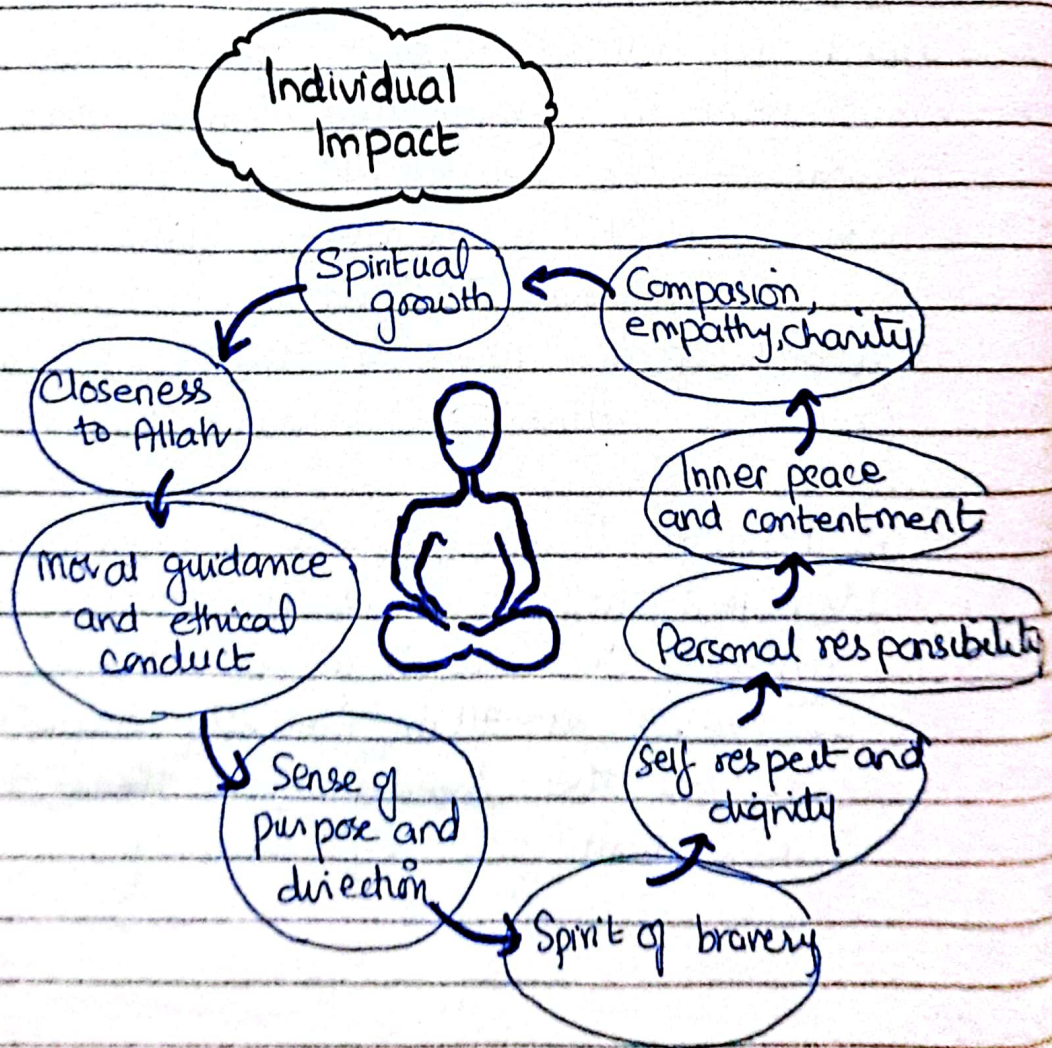 Individual
Impact
Spiritual
growth
Closeness
to Allah
Moral guidance
and ethical
conduct
Sense of
purpose and
direction
Spirit of bravery
Self respect and
dignity
Personal responsibility
Inner peace
and contentment
Compasion,
empathy, charity